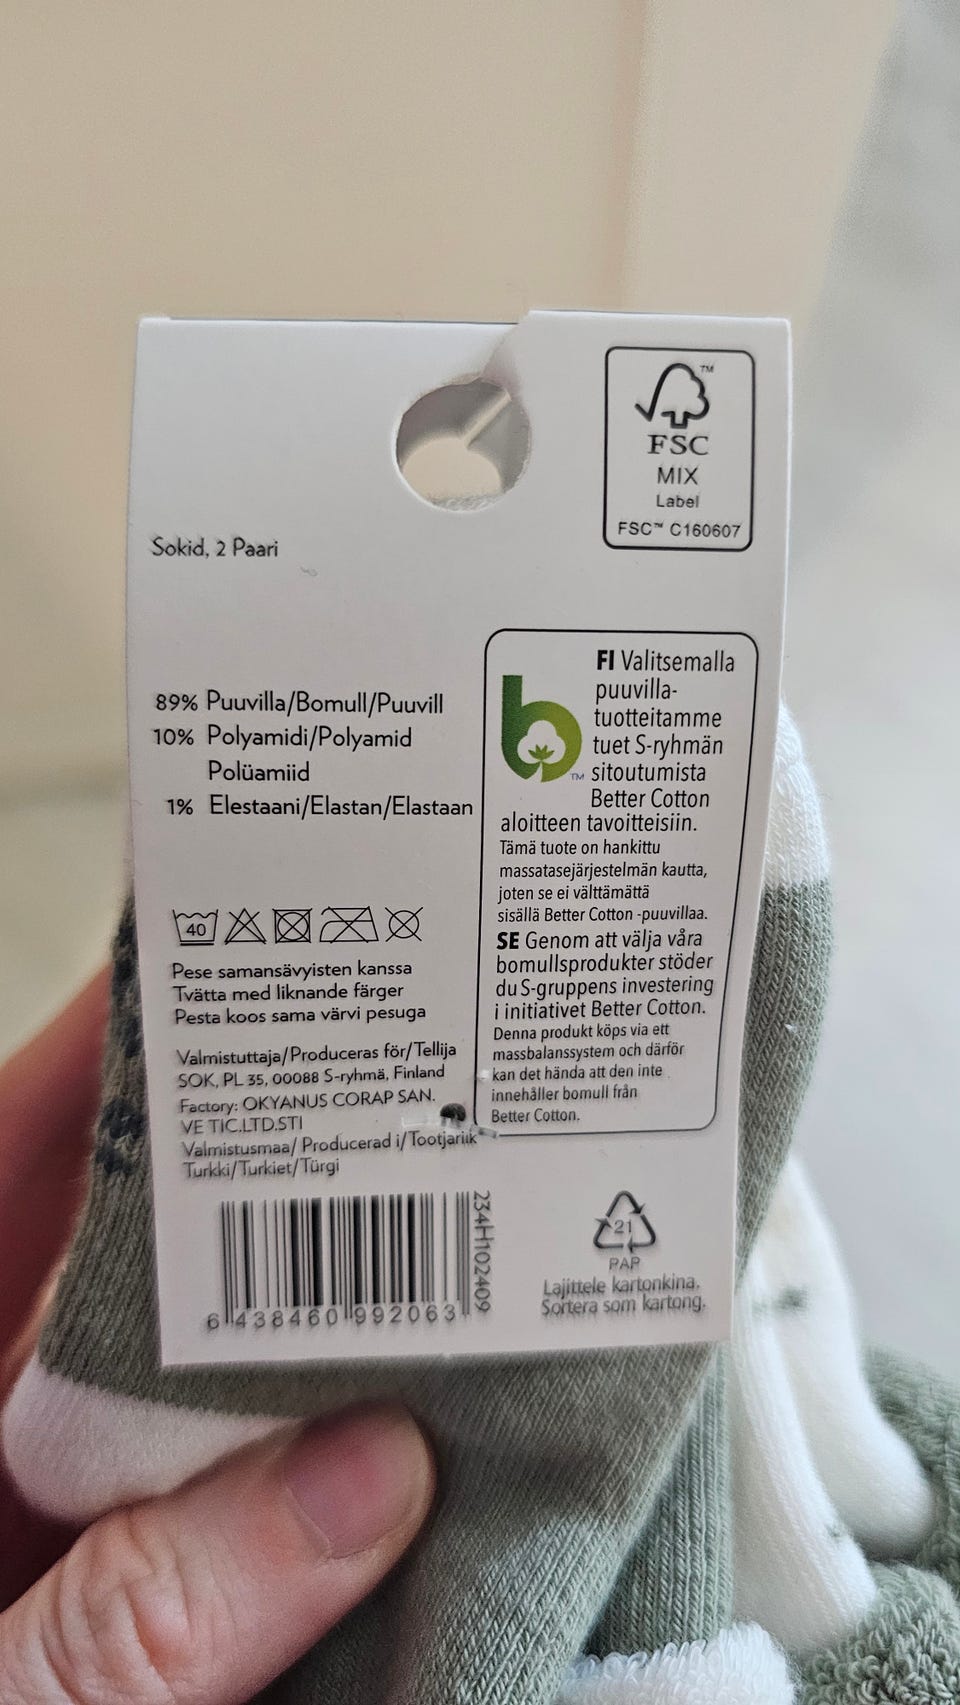 TM
FSC
MIX
Label
FSC™ C160607
Sokid, 2 Paari
89% Puuvilla/Bomull/Puuvill
10% Polyamidi/Polyamid
Polüamiid
1% Elestaani/Elastan/Elastaan
40
Pese samansävyisten kanssa
Tvätta med liknande färger
Pesta koos sama värvi pesuga
Valmistuttaja/Produceras för/Tellija
SOK, PL 35, 00088 S-ryhmä, Finland
Factory: OKYANUS CORAP SAN.
VE TIC.LTD.STI
Valmistusmaa/ Producerad i/Tootjariik
Turkki/Turkiet/Türgi
FI Valitsemalla
puuvilla-
tuotteitamme
tuet S-ryhmän
TM sitoutumista
Better Cotton
aloitteen tavoitteisiin.
Tämä tuote on hankittu
massatasejärjestelmän kautta,
joten se ei välttämättä
sisällä Better Cotton -puuvillaa.
SE Genom att välja våra
bomullsprodukter stöder
du S-gruppens investering
i initiativet Better Cotton.
Denna produkt köps via ett
massbalanssystem och därför
kan det hända att den inte
innehåller bomull från
Better Cotton.
6 438460 992063
234H102409
21
PAP
Lajittele kartonkina.
Sortera som kartong.